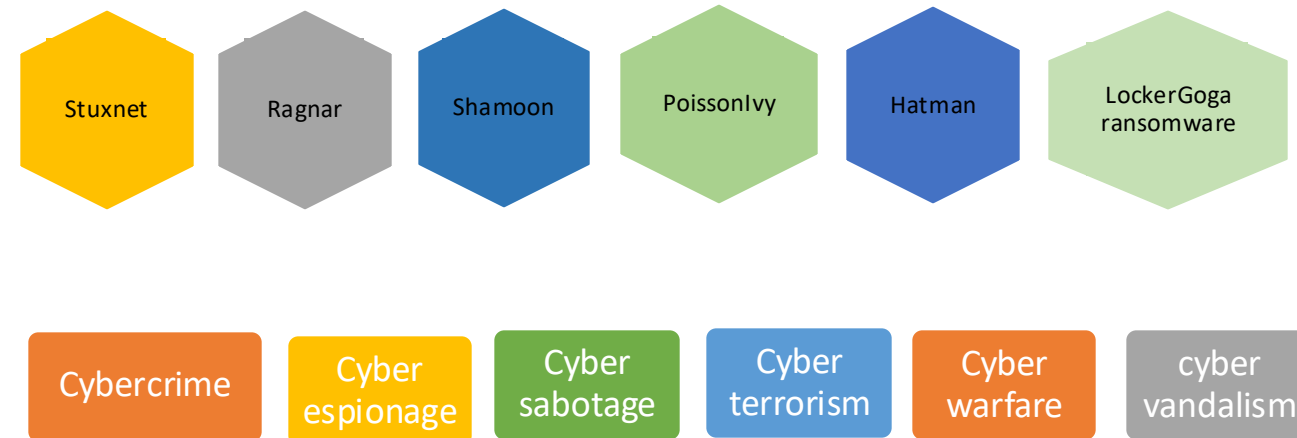 Stuxnet
Ragnar
Shamoon
PoissonIvy
Hatman
LockerGoga
ransomware
Cybercrime
Cyber
espionage
Cyber
sabotage
Cyber
terrorism
Cyber
warfare
cyber
vandalism